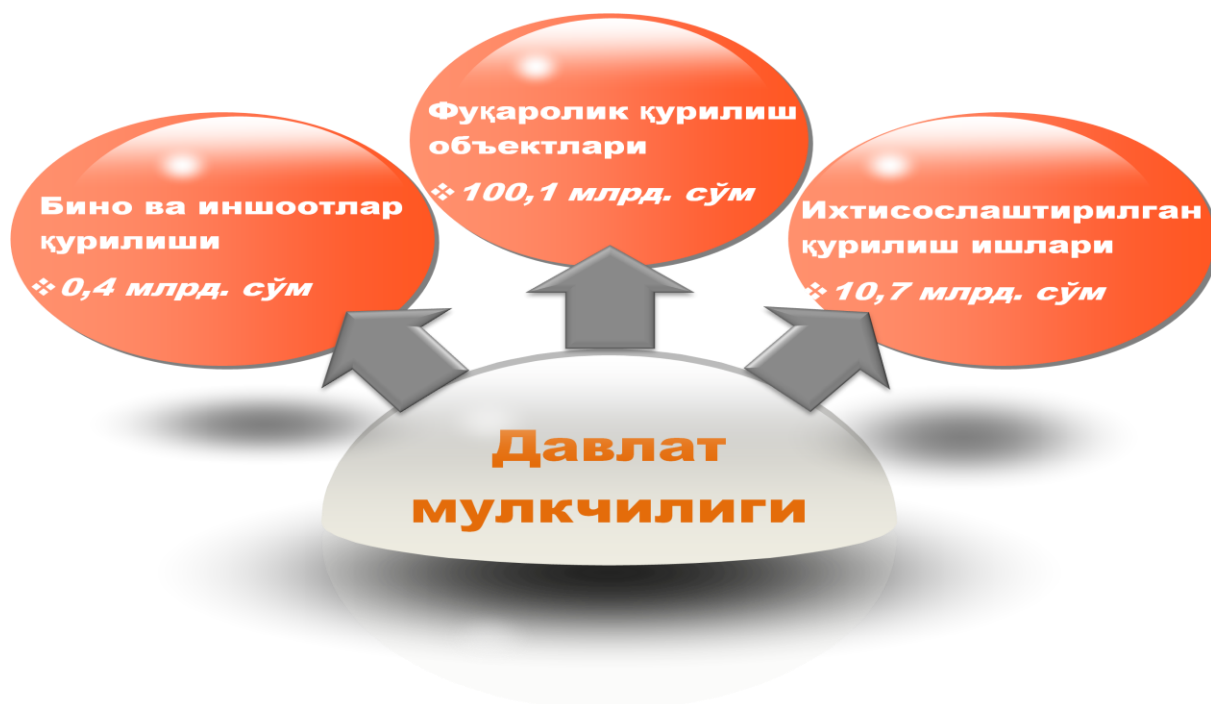 Фуқаролик қурилиш
объектлари
❖ 100,1 млрд. сўм
Бино ва иншоотлар
қурилиши
❖ 0,4 млрд. сўм
Ихтисослаштирилган
қурилиш ишлари
❖ 10,7 млрд. сўм
Давлат
мулкчилиги